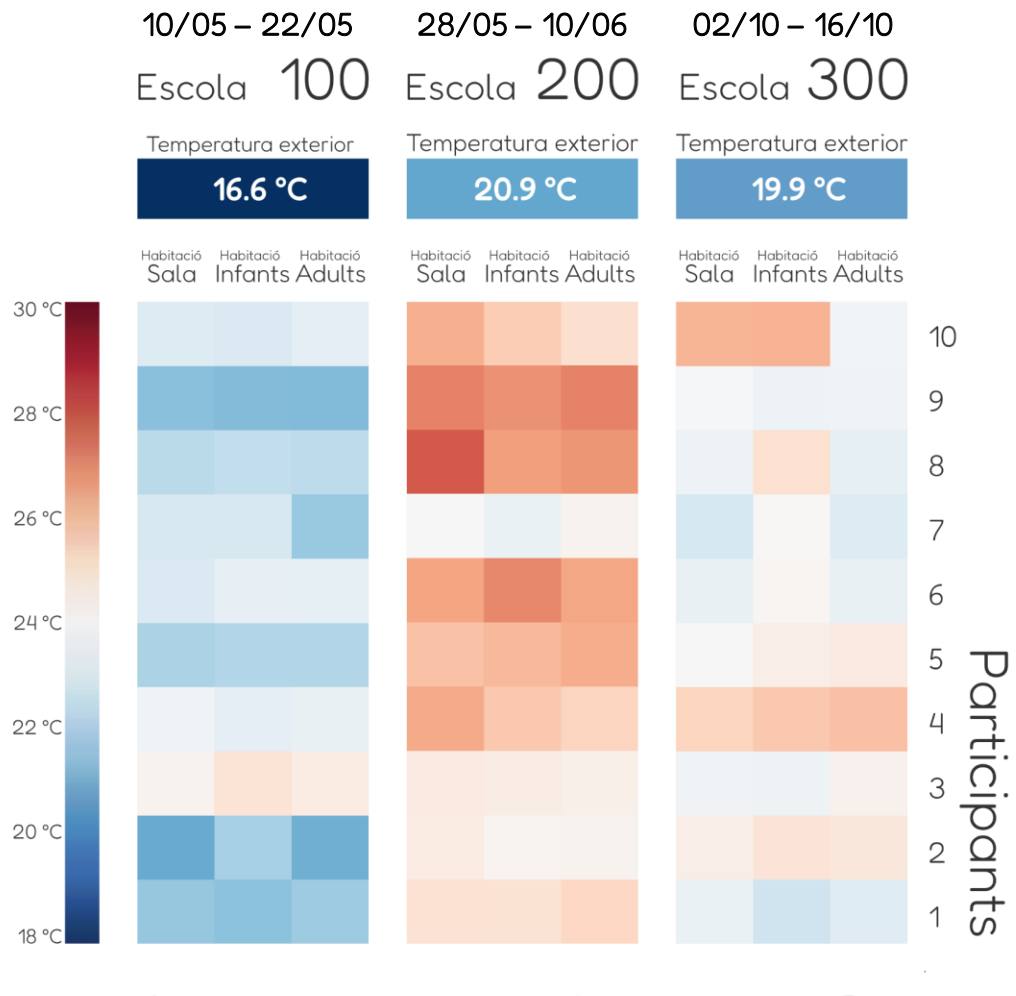 10/05 – 22/05 28/05 – 10/06 02/10 – 16/10
Escola 100 Escola 200 Escola 300
Temperatura exterior Temperatura exterior Temperatura exterior
16.6 °C 20.9 °C 19.9 °C
Habitació Habitació Habitació Habitació Habitació Habitació Habitació Habitació Habitació
Sala Infants Adults Sala Infants Adults Sala Infants Adults
30 °C
10
9
28 °C
8
26 °C
7
6
24 °C
5
4
22 °C
3
20 °C
2
1
18 °C
Participants